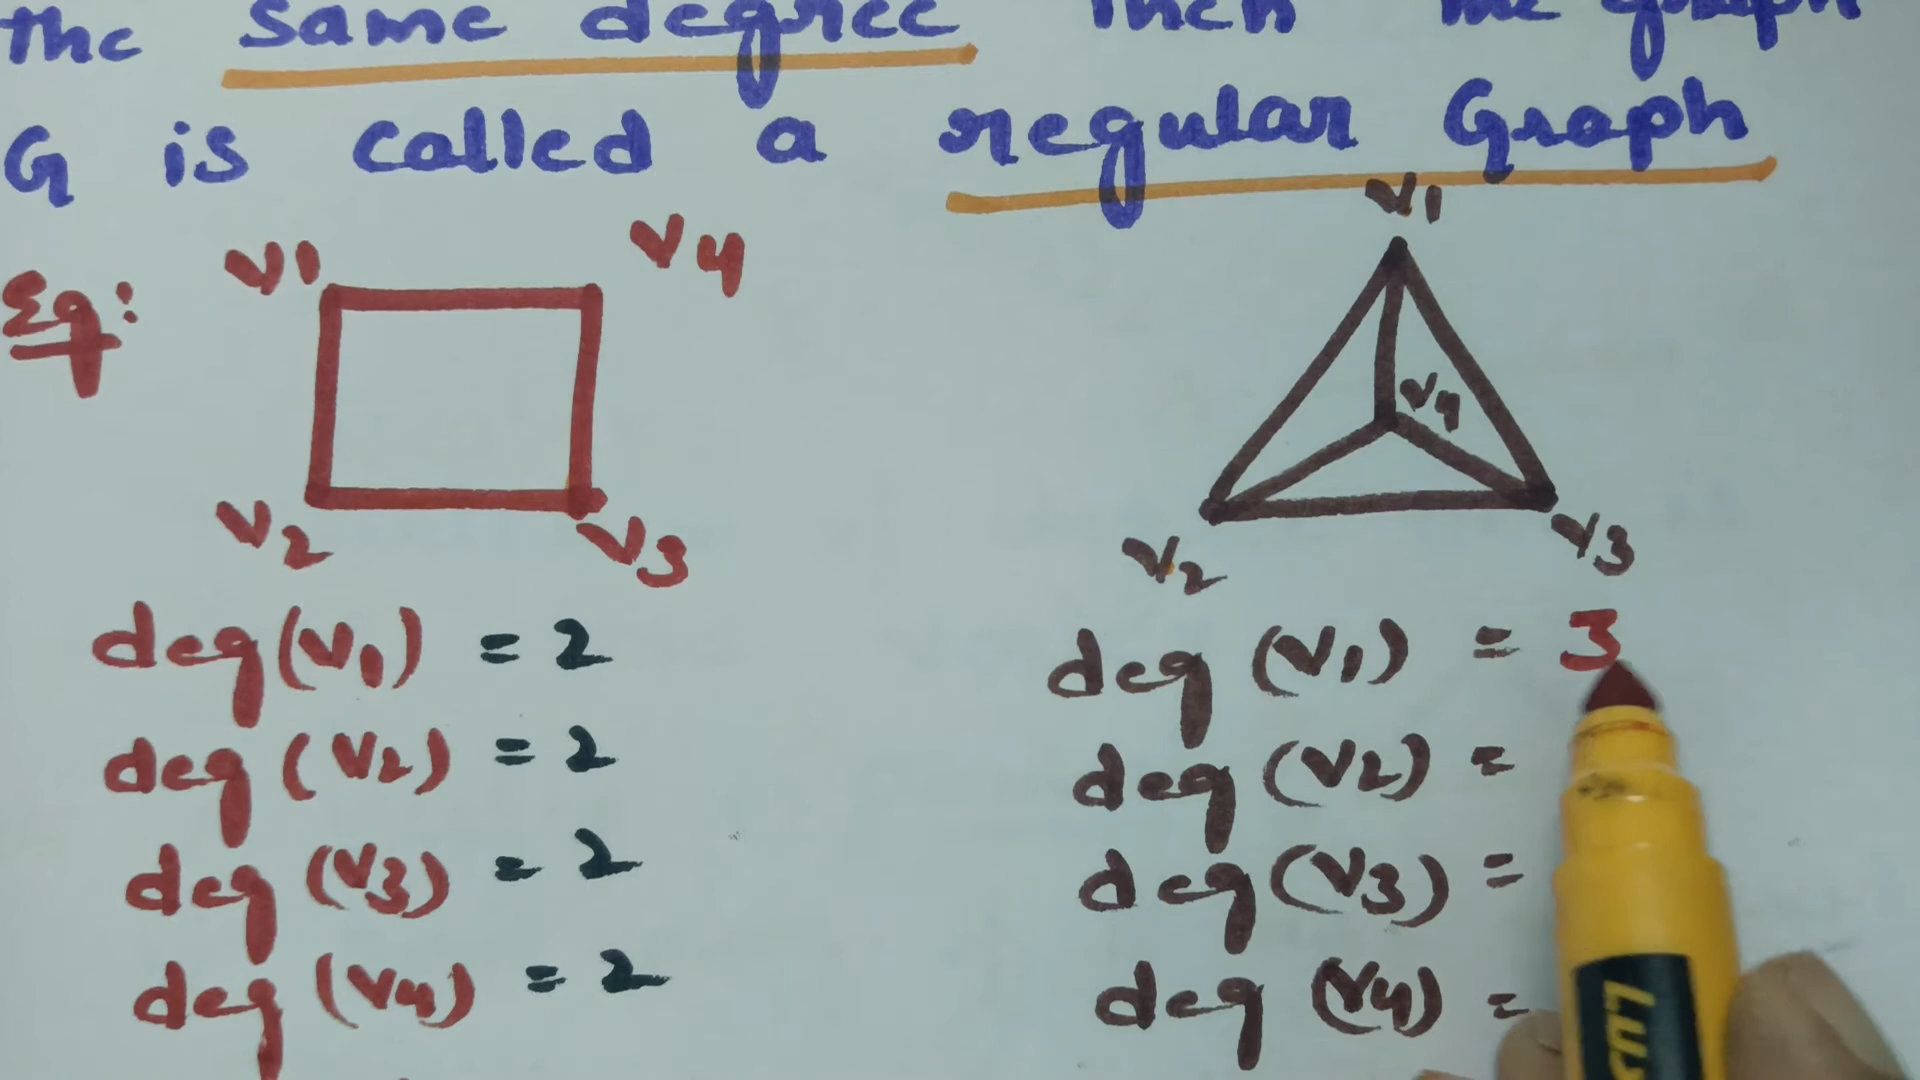 the same degree then the graph
G is called a regular Graph
Eg:
V1
V4
V2
V3
V1
V4
V2
V3
deg(V1) = 2
deg(V2) = 2
deg(V3) = 2
deg(V4) = 2
deg(V1) = 3
deg(V2) =
deg(V3) =
deg(V4) =